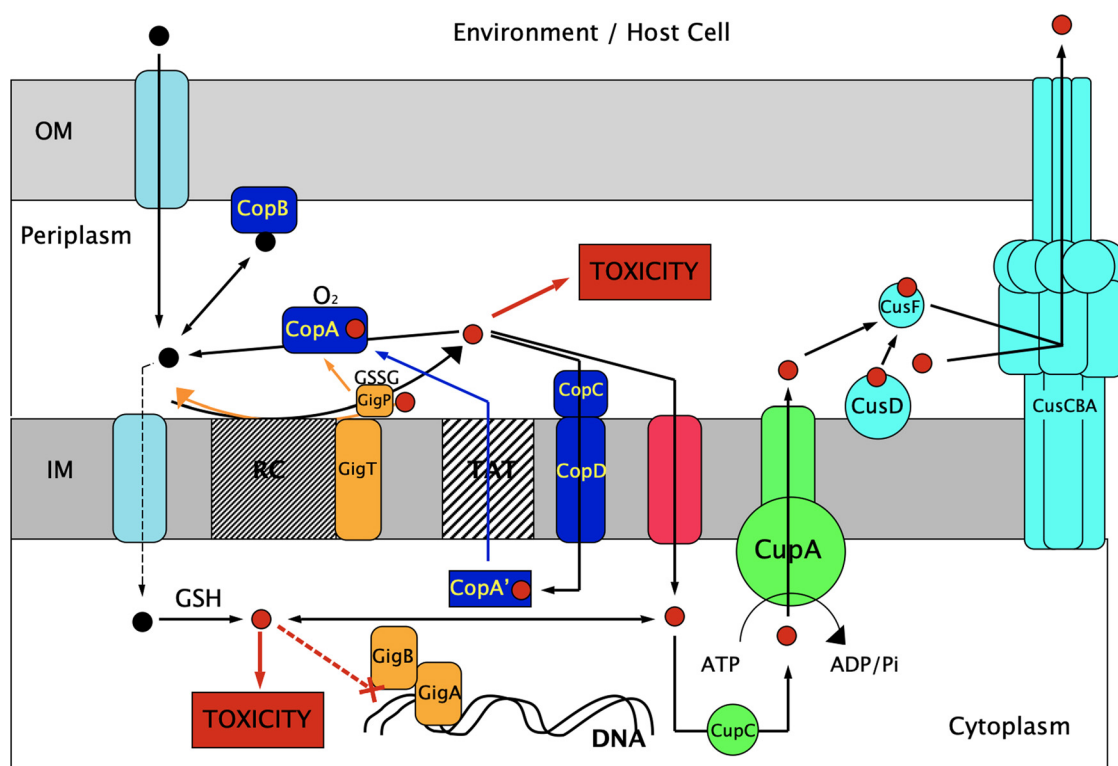 Environment / Host Cell
OM
CopB
Periplasm
TOXICITY
O₂
CopA
CusF
GSSG
GigP
CopC
CusD
CusCBA
IM
RC
GigT
TAT
CopD
CupA
CopA'
GSH
GigB
ATP
ADP/Pi
GigA
TOXICITY
DNA
CupC
Cytoplasm